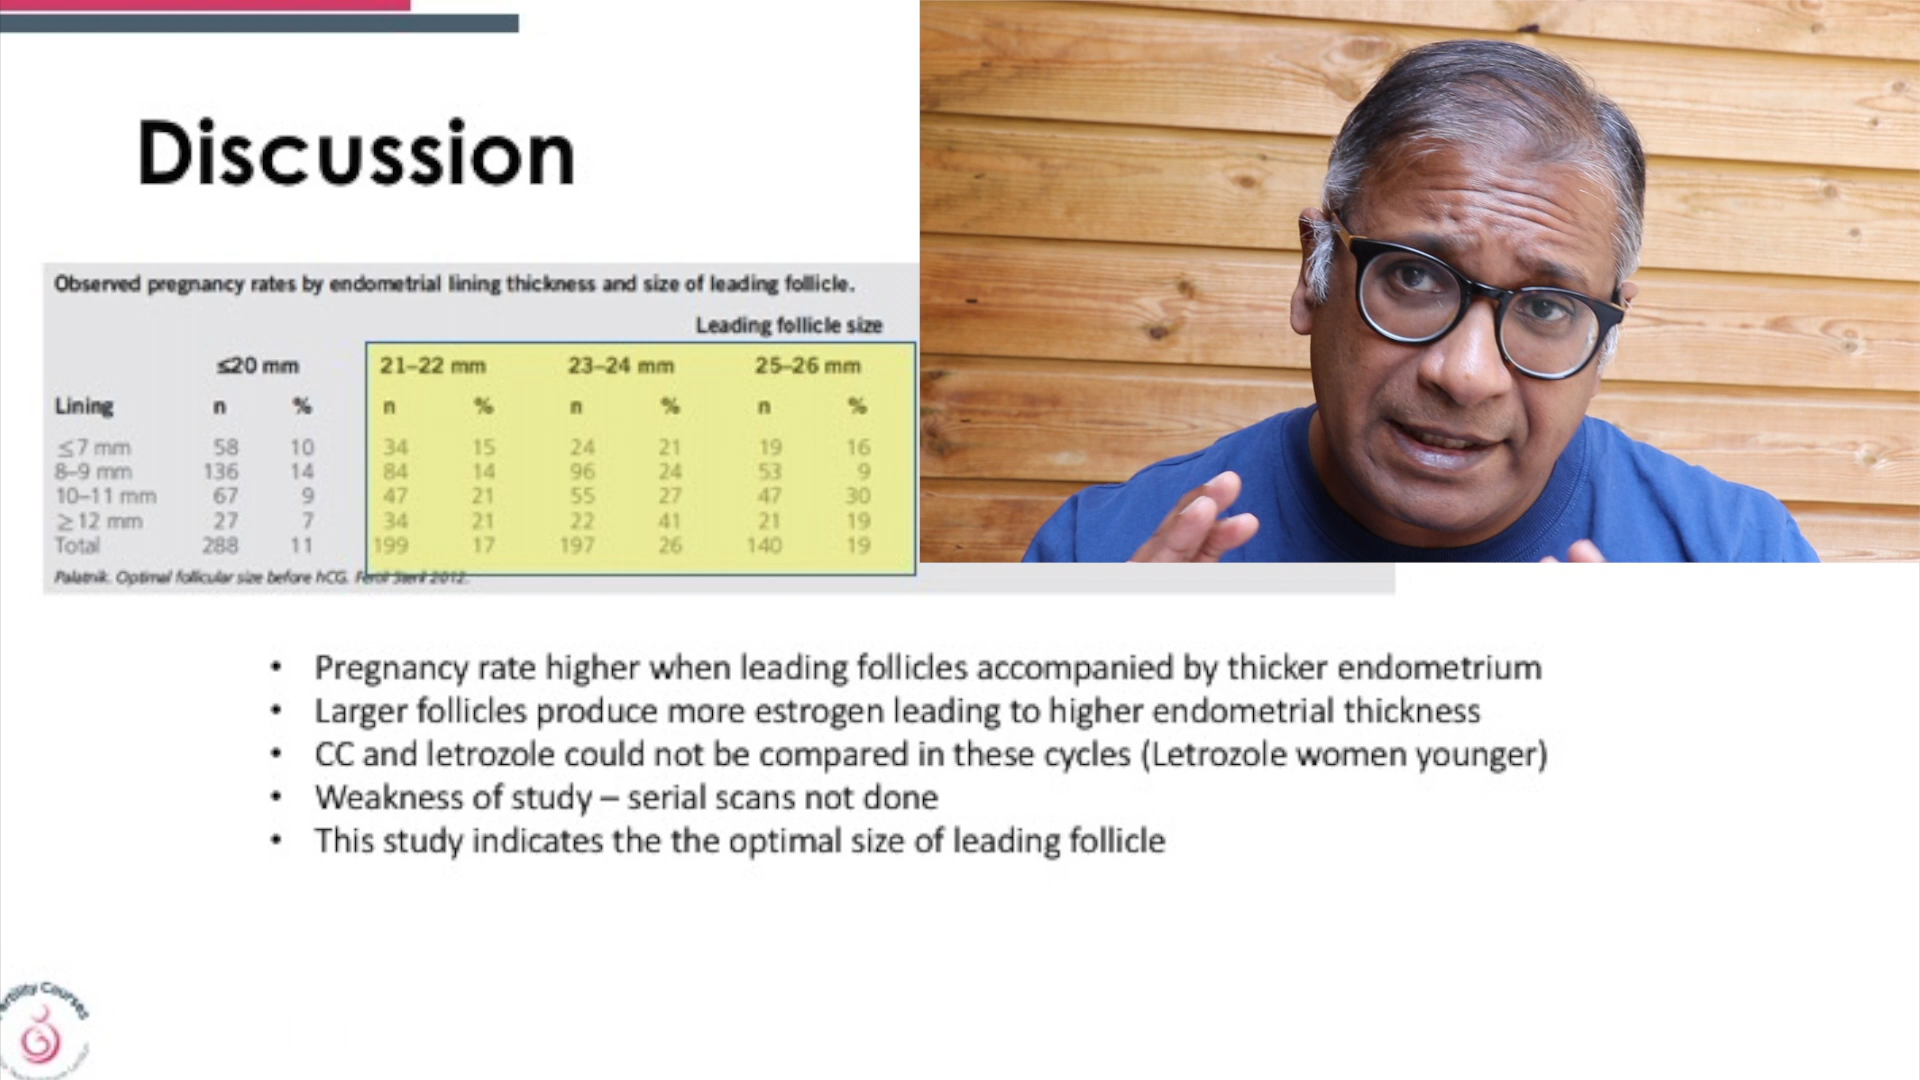 Discussion
Observed pregnancy rates by endometrial lining thickness and size of leading follicle.
Leading follicle size
≤20 mm 21–22 mm 23–24 mm 25–26 mm
Lining n % n % n % n %
≤7 mm 58 10 34 15 24 21 19 16
8–9 mm 136 14 84 14 96 24 53 9
10–11 mm 67 9 47 21 55 27 47 30
≥12 mm 27 7 34 21 22 41 21 19
Total 288 11 199 17 197 26 140 19
Palatnik. Optimal follicular size before hCG. Fertil Steril 2012.
• Pregnancy rate higher when leading follicles accompanied by thicker endometrium
• Larger follicles produce more estrogen leading to higher endometrial thickness
• CC and letrozole could not be compared in these cycles (Letrozole women younger)
• Weakness of study – serial scans not done
• This study indicates the the optimal size of leading follicle
Courses